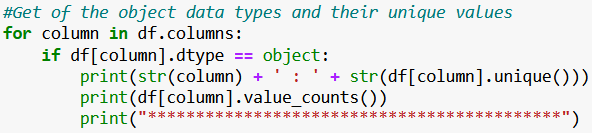 #Get of the object data types and their unique values
for column in df.columns:
    if df[column].dtype == object:
        print(str(column) + ' : ' + str(df[column].unique()))
        print(df[column].value_counts())
        print("*******************************************")